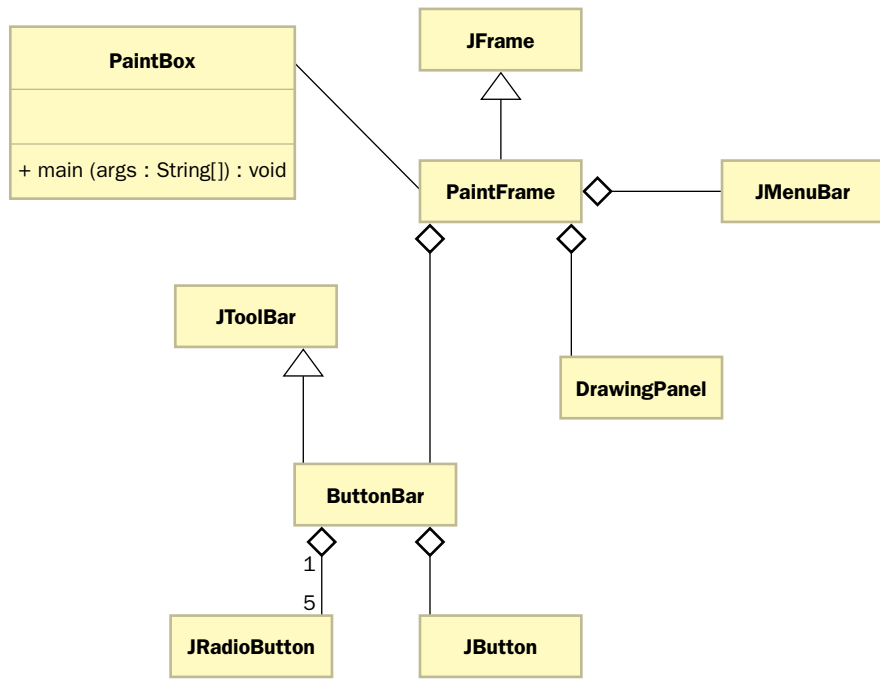 JFrame
PaintBox
+ main (args : String[]) : void
PaintFrame
JMenuBar
JToolBar
DrawingPanel
ButtonBar
1
5
JRadioButton
JButton